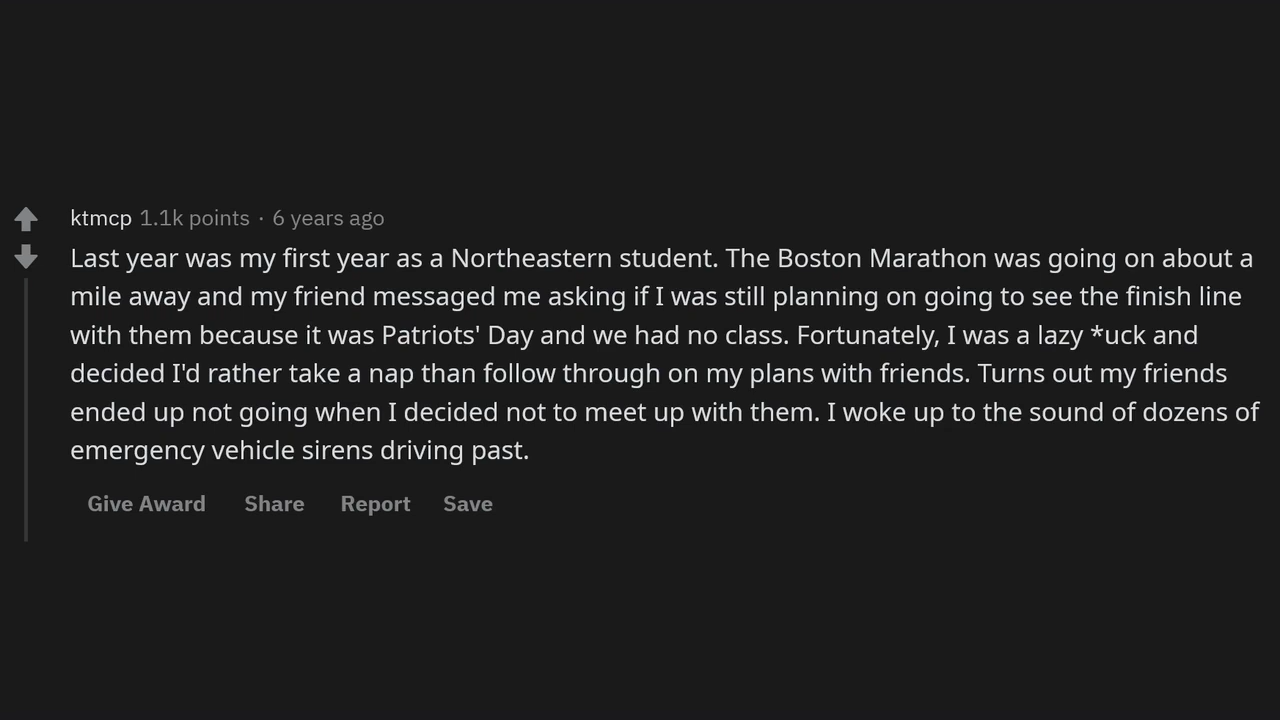 ktmcp 1.1k points · 6 years ago
Last year was my first year as a Northeastern student. The Boston Marathon was going on about a
mile away and my friend messaged me asking if I was still planning on going to see the finish line
with them because it was Patriots' Day and we had no class. Fortunately, I was a lazy *uck and
decided I'd rather take a nap than follow through on my plans with friends. Turns out my friends
ended up not going when I decided not to meet up with them. I woke up to the sound of dozens of
emergency vehicle sirens driving past.
Give Award Share Report Save